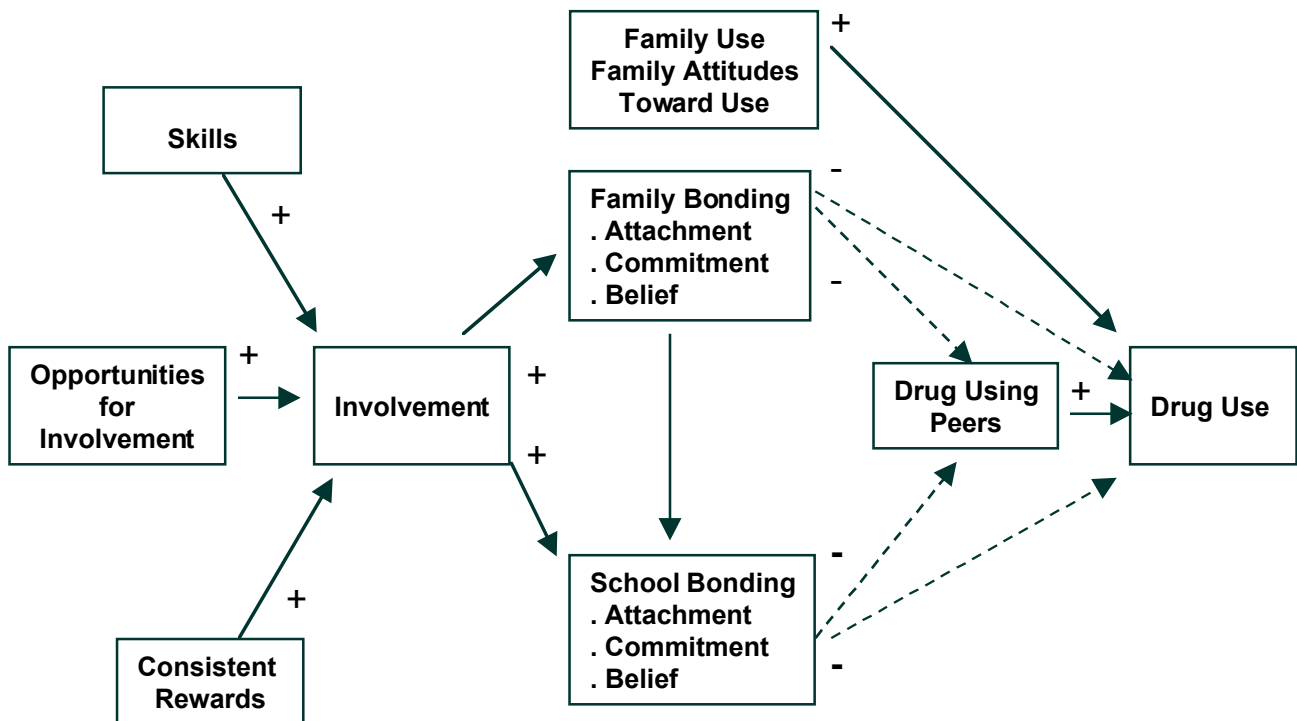 Family Use
Family Attitudes
Toward Use
+
Skills
+
Family Bonding
. Attachment
. Commitment
. Belief
-
-
Opportunities
for
Involvement
+
Involvement
+
+
Drug Using
Peers
+
Drug Use
School Bonding
. Attachment
. Commitment
. Belief
-
-
+
Consistent
Rewards